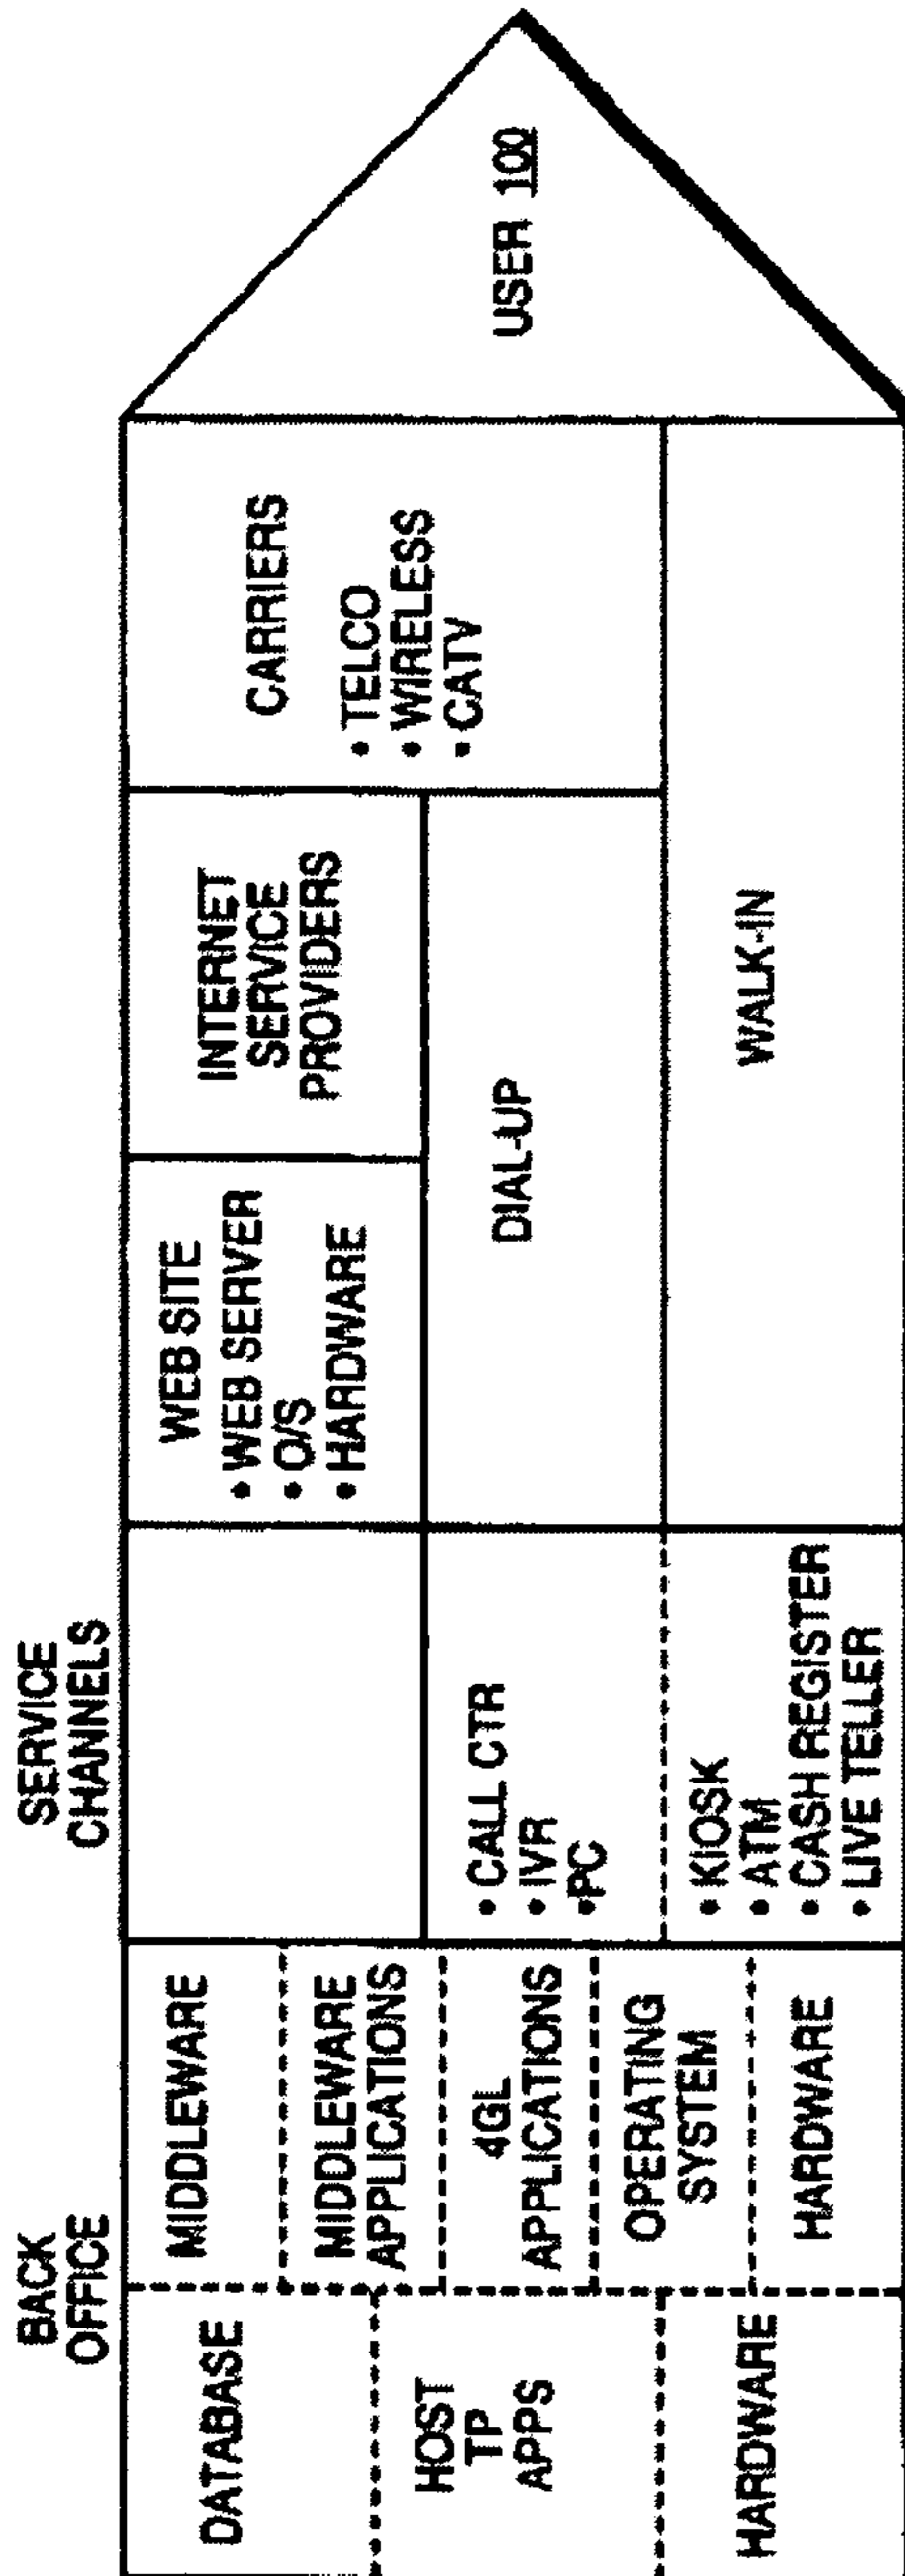 BACK
OFFICE
SERVICE
CHANNELS
DATABASE
HOST
TP
APPS
HARDWARE
MIDDLEWARE
MIDDLEWARE
APPLICATIONS
4GL
APPLICATIONS
OPERATING
SYSTEM
HARDWARE
• CALL CTR
• IVR
•PC
• KIOSK
• ATM
• CASH REGISTER
• LIVE TELLER
WEB SITE
• WEB SERVER
• O/S
• HARDWARE
INTERNET
SERVICE
PROVIDERS
DIAL-UP
WALK-IN
CARRIERS
• TELCO
• WIRELESS
• CATV
USER 100